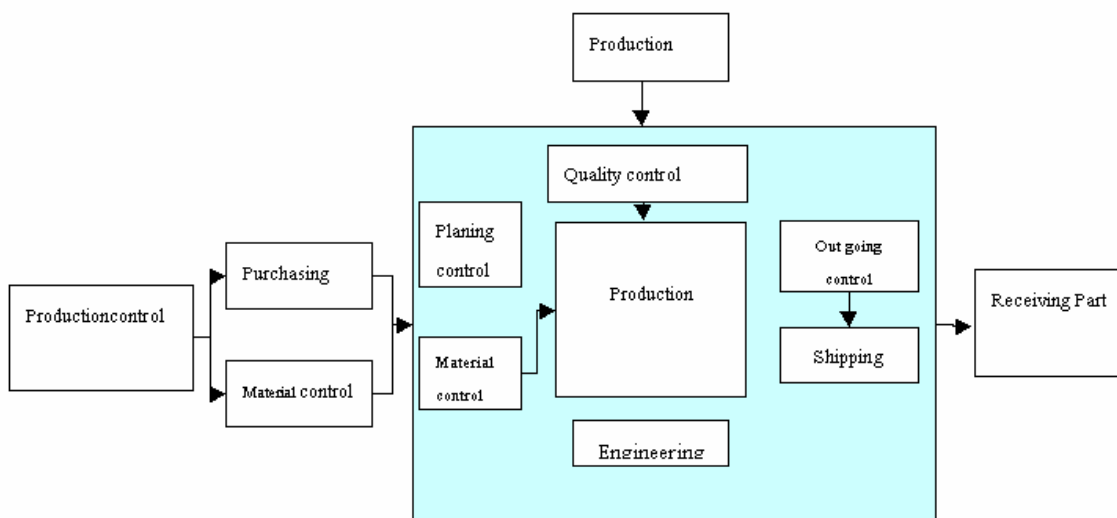 Production
Quality control
Planing
control
Out going
control
Purchasing
Production
Productioncontrol
Receiving Part
Material
control
Shipping
Material control
Engineering